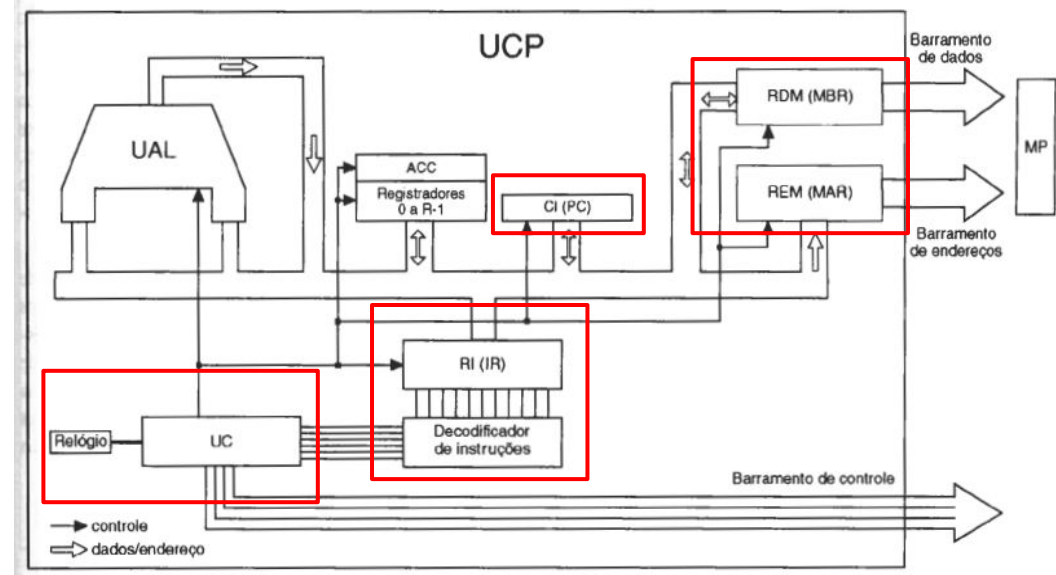 UCP
Barramento
de dados
RDM (MBR)
MP
UAL
ACC
Registradores
0 a R-1
CI (PC)
REM (MAR)
Barramento
de endereços
RI (IR)
Relógio
UC
Decodificador
de instruções
Barramento de controle
controle
dados/endereço